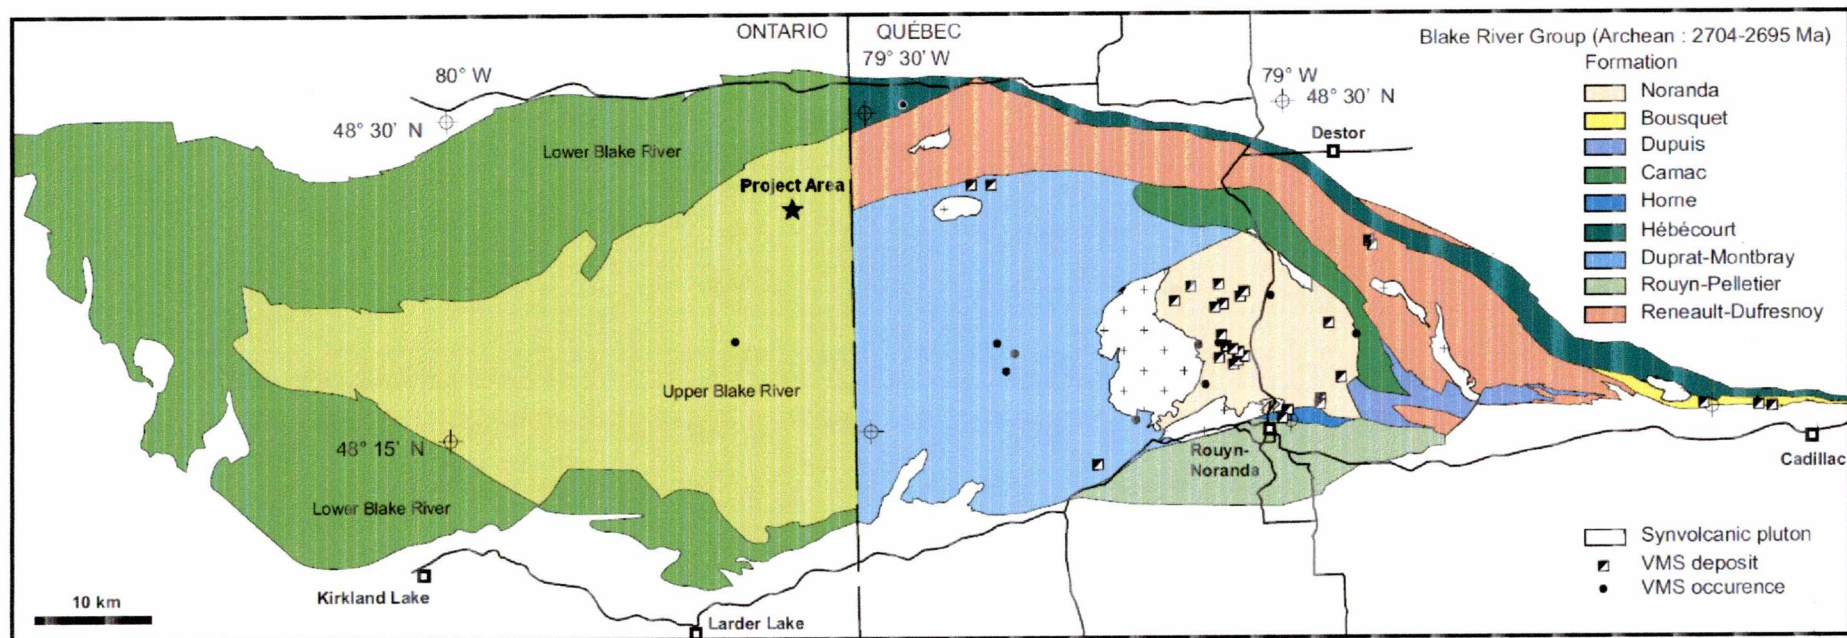 ONTARIO QUÉBEC
Blake River Group (Archean : 2704-2695 Ma)
Formation
79° 30' W
80° W
79° W
48° 30' N
48° 30' N
Noranda
Bousquet
Dupuis
Camac
Horne
Hébécourt
Duprat-Montbray
Rouyn-Pelletier
Reneault-Dufresnoy
Destor
Lower Blake River
Project Area
Upper Blake River
48° 15' N
Rouyn-
Noranda
Cadillac
Lower Blake River
Synvolcanic pluton
VMS deposit
VMS occurence
Kirkland Lake
10 km
Larder Lake